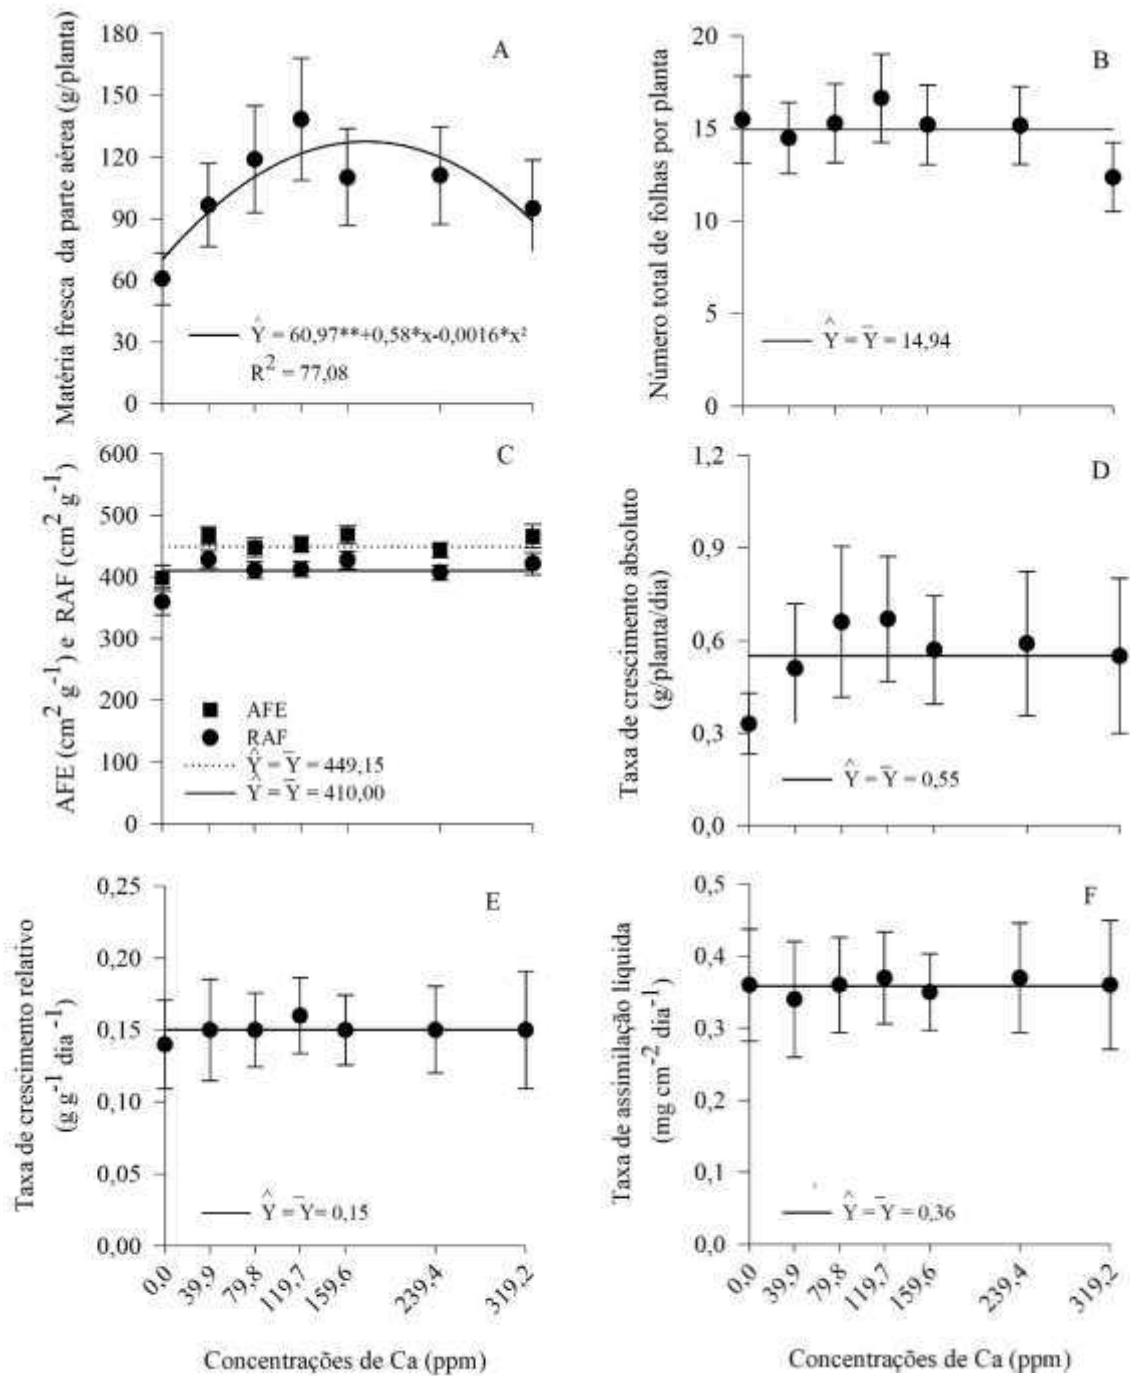 A
Matéria fresca da parte aérea (g/planta)
180
150
120
90
60
30
0
Ŷ = 60,97**+0,58*x-0,0016*x²
R² = 77,08
B
Número total de folhas por planta
20
15
10
5
0
Ŷ = Ȳ = 14,94
C
AFE (cm² g⁻¹) e RAF (cm² g⁻¹)
600
500
400
300
200
100
0
AFE
RAF
Ŷ = Ȳ = 449,15
Ŷ = Ȳ = 410,00
D
Taxa de crescimento absoluto
(g/planta/dia)
1,2
0,9
0,6
0,3
0,0
Ŷ = Ȳ = 0,55
E
Taxa de crescimento relativo
(g g⁻¹ dia⁻¹)
0,25
0,20
0,15
0,10
0,05
0,00
Ŷ = Ȳ= 0,15
0,0
39,9
79,8
119,7
159,6
239,4
319,2
Concentrações de Ca (ppm)
F
Taxa de assimilação liquida
(mg cm⁻² dia⁻¹)
0,5
0,4
0,3
0,2
0,1
0,0
Ŷ = Ȳ = 0,36
0,0
39,9
79,8
119,7
159,6
239,4
319,2
Concentrações de Ca (ppm)